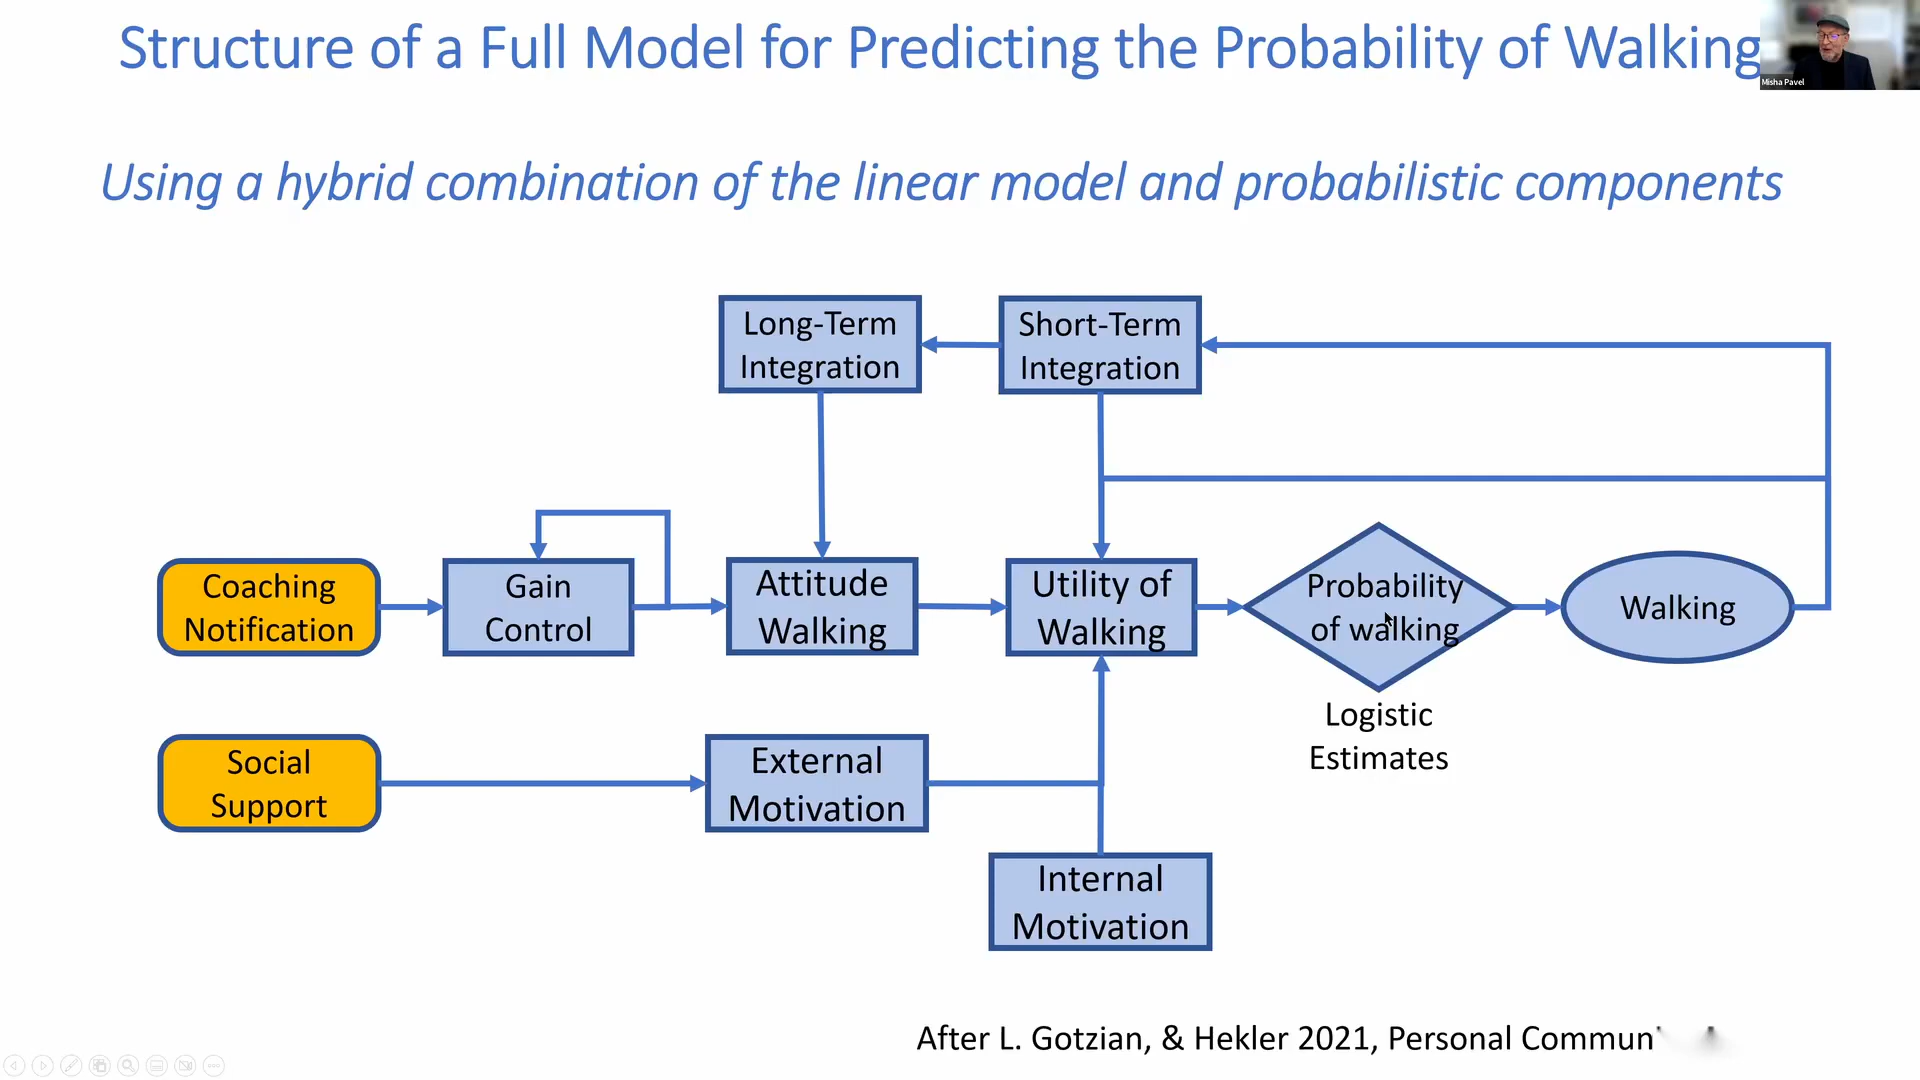 Structure of a Full Model for Predicting the Probability of Walking
Misha Pavel
Using a hybrid combination of the linear model and probabilistic components
Long-Term
Integration
Short-Term
Integration
Coaching
Notification
Gain
Control
Attitude
Walking
Utility of
Walking
Probability
of walking
Walking
Logistic
Estimates
Social
Support
External
Motivation
Internal
Motivation
After L. Gotzian, & Hekler 2021, Personal